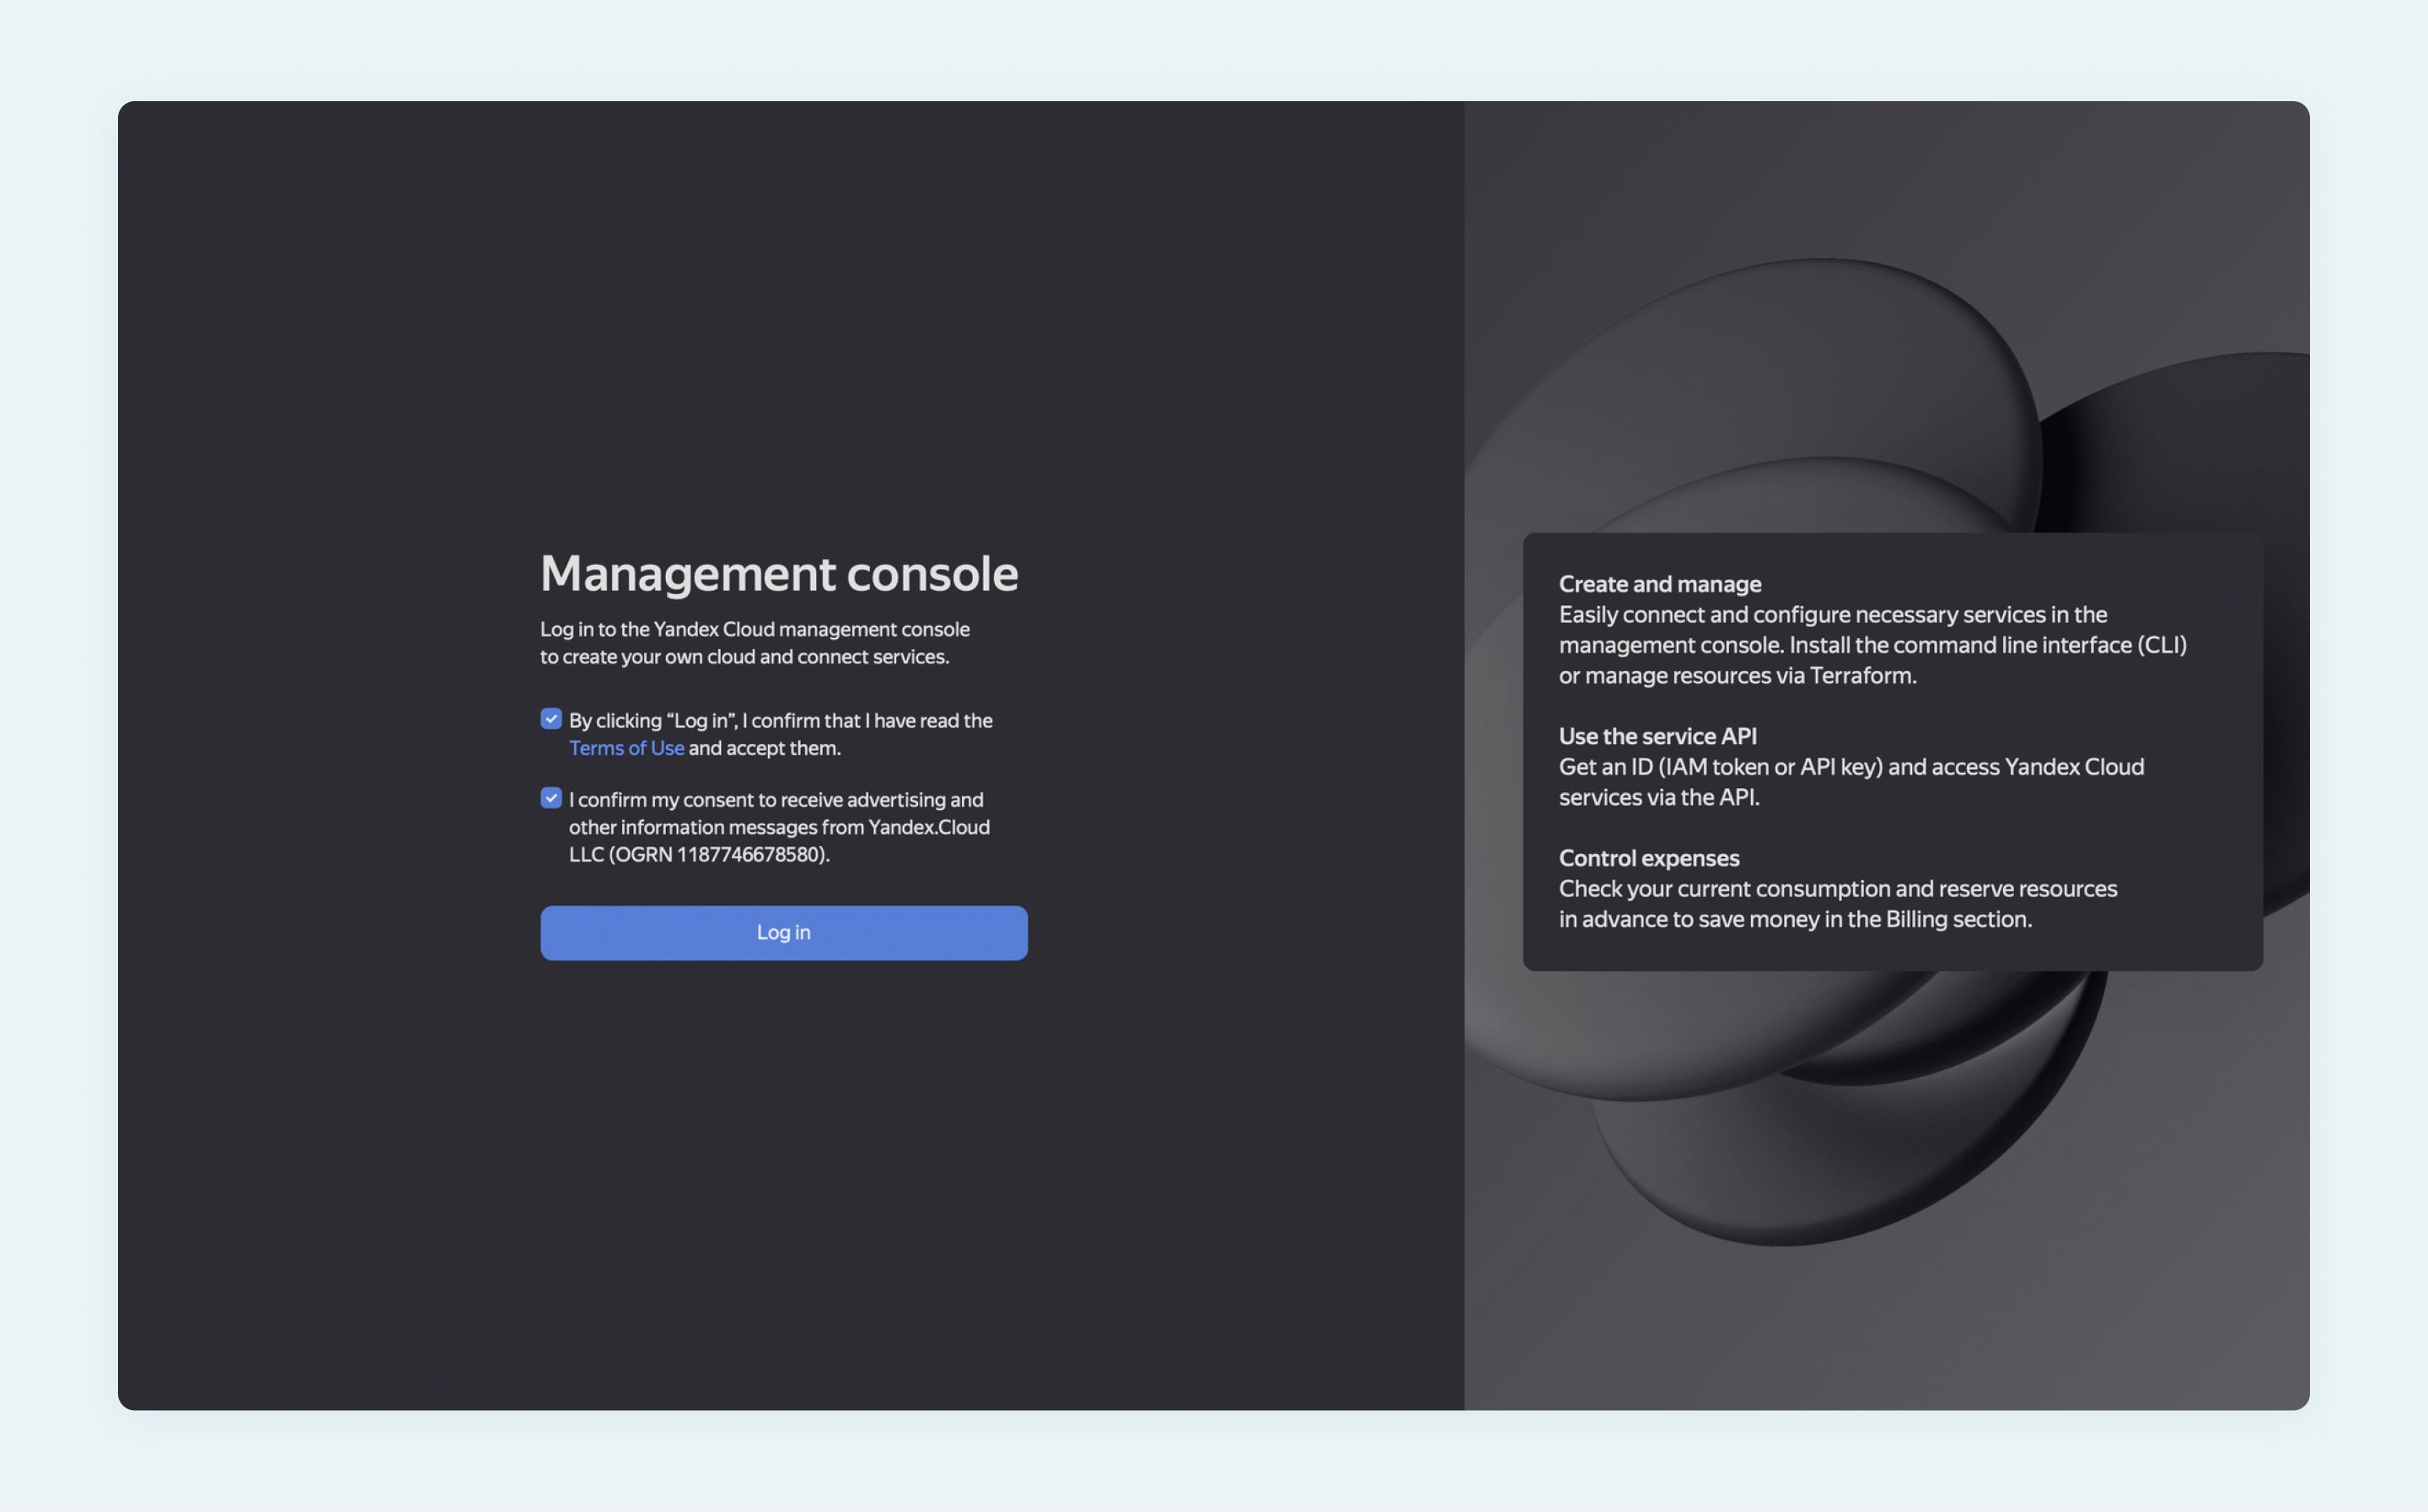 Management console
Log in to the Yandex Cloud management console
to create your own cloud and connect services.
By clicking “Log in”, I confirm that I have read the
Terms of Use and accept them.
I confirm my consent to receive advertising and
other information messages from Yandex.Cloud
LLC (OGRN 1187746678580).
Log in
Create and manage
Easily connect and configure necessary services in the
management console. Install the command line interface (CLI)
or manage resources via Terraform.
Use the service API
Get an ID (IAM token or API key) and access Yandex Cloud
services via the API.
Control expenses
Check your current consumption and reserve resources
in advance to save money in the Billing section.